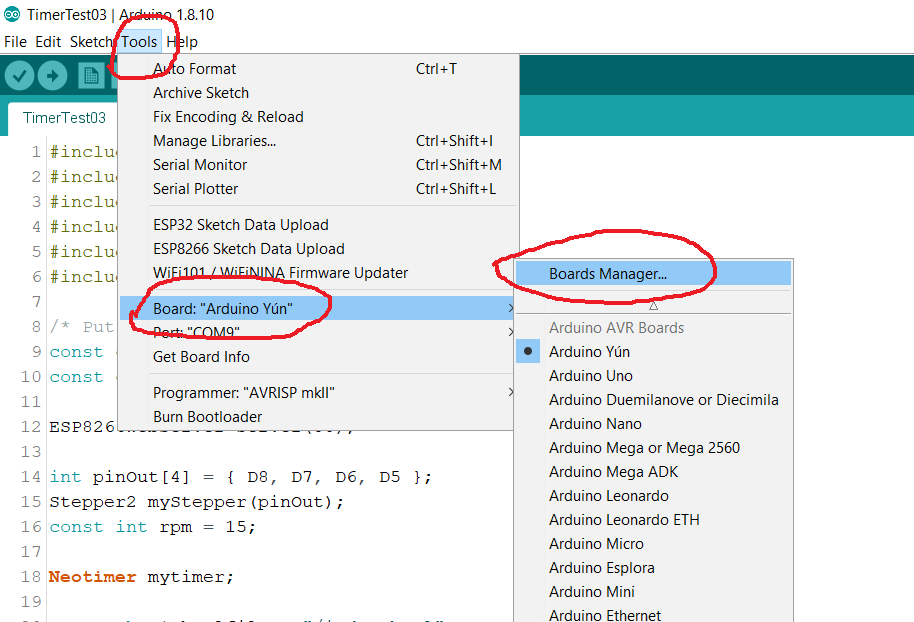 TimerTest03 | Arduino 1.8.10
File Edit Sketch Tools Help
Auto Format Ctrl+T
Archive Sketch
Fix Encoding & Reload
Manage Libraries... Ctrl+Shift+I
Serial Monitor Ctrl+Shift+M
Serial Plotter Ctrl+Shift+L
ESP32 Sketch Data Upload
ESP8266 Sketch Data Upload
WiFi101 / WiFiNINA Firmware Updater
Board: "Arduino Yún"
Port: "COM9"
Get Board Info
Programmer: "AVRISP mkII"
Burn Bootloader
Boards Manager...
Arduino AVR Boards
Arduino Yún
Arduino Uno
Arduino Duemilanove or Diecimila
Arduino Nano
Arduino Mega or Mega 2560
Arduino Mega ADK
Arduino Leonardo
Arduino Leonardo ETH
Arduino Micro
Arduino Esplora
Arduino Mini
Arduino Ethernet
TimerTest03
1 #inclu
2 #inclu
3 #inclu
4 #inclu
5 #inclu
6 #inclu
7
8 /* Put
9 const
10 const
11
12
13
14 int pinOut[4] = { D8, D7, D6, D5 };
15 Stepper2 myStepper(pinOut);
16 const int rpm = 15;
17
18 Neotimer mytimer;
19